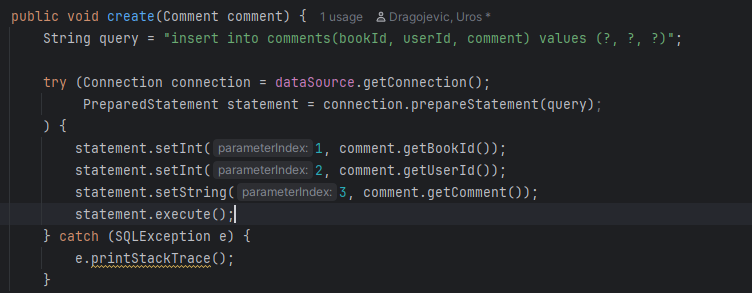 public void create(Comment comment) { 1 usage Dragojevic, Uros *
String query = "insert into comments(bookId, userId, comment) values (?, ?, ?)";
try (Connection connection = dataSource.getConnection();
PreparedStatement statement = connection.prepareStatement(query);
) {
statement.setInt( parameterIndex: 1, comment.getBookId());
statement.setInt( parameterIndex: 2, comment.getUserId());
statement.setString( parameterIndex: 3, comment.getComment());
statement.execute();
} catch (SQLException e) {
e.printStackTrace();
}